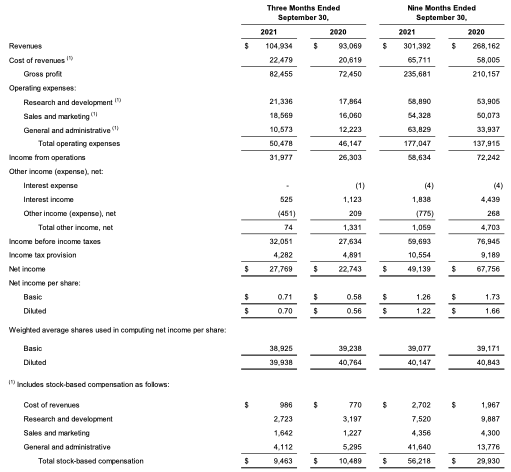 Three Months Ended Nine Months Ended
September 30, September 30,
2021 2020 2021 2020
Revenues $ 104,934 $ 93,069 $ 301,392 $ 268,162
Cost of revenues (1) 22,479 20,619 65,711 58,005
Gross profit 82,455 72,450 235,681 210,157
Operating expenses:
Research and development (1) 21,336 17,864 58,890 53,905
Sales and marketing (1) 18,569 16,060 54,328 50,073
General and administrative (1) 10,573 12,223 63,829 33,937
Total operating expenses 50,478 46,147 177,047 137,915
Income from operations 31,977 26,303 58,634 72,242
Other income (expense), net:
Interest expense - (1) (4) (4)
Interest income 525 1,123 1,838 4,439
Other income (expense), net (451) 209 (775) 268
Total other income, net 74 1,331 1,059 4,703
Income before income taxes 32,051 27,634 59,693 76,945
Income tax provision 4,282 4,891 10,554 9,189
Net income $ 27,769 $ 22,743 $ 49,139 $ 67,756
Net income per share:
Basic $ 0.71 $ 0.58 $ 1.26 $ 1.73
Diluted $ 0.70 $ 0.56 $ 1.22 $ 1.66
Weighted average shares used in computing net income per share:
Basic 38,925 39,238 39,077 39,171
Diluted 39,938 40,764 40,147 40,843
(1) Includes stock-based compensation as follows:
Cost of revenues $ 986 $ 770 $ 2,702 $ 1,967
Research and development 2,723 3,197 7,520 9,887
Sales and marketing 1,642 1,227 4,356 4,300
General and administrative 4,112 5,295 41,640 13,776
Total stock-based compensation $ 9,463 $ 10,489 $ 56,218 $ 29,930